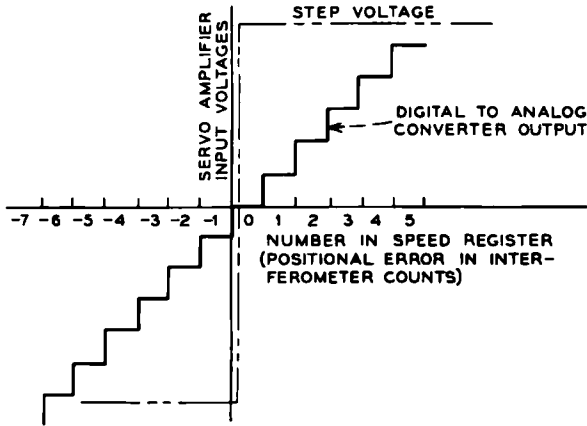 STEP VOLTAGE
SERVO AMPLIFIER
INPUT VOLTAGES
DIGITAL TO ANALOG
CONVERTER OUTPUT
-7 -6 -5 -4 -3 -2 -1 0 1 2 3 4 5
NUMBER IN SPEED REGISTER
(POSITIONAL ERROR IN INTER-
FEROMETER COUNTS)